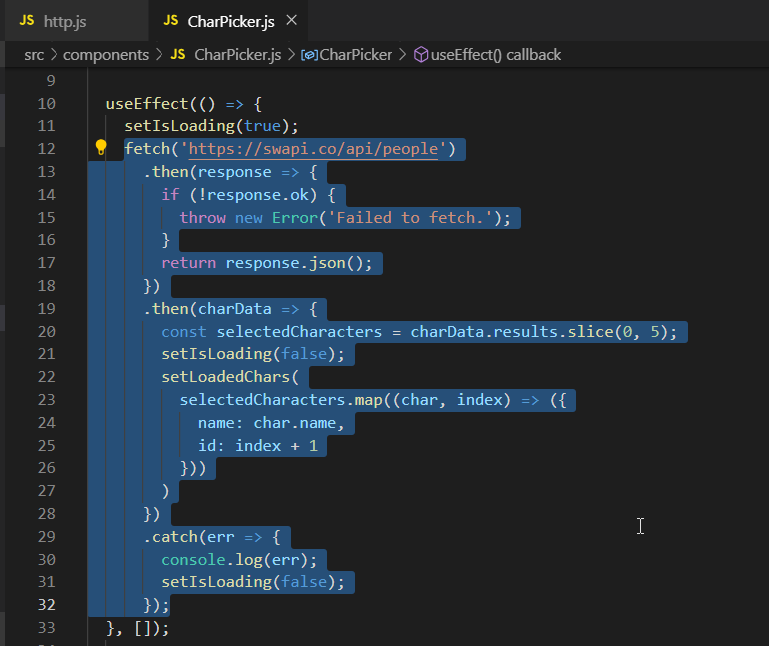 JS http.js JS CharPicker.js ×
src > components > JS CharPicker.js > CharPicker > useEffect() callback
9
10 useEffect(() => {
11 setIsLoading(true);
12 fetch('https://swapi.co/api/people')
13 .then(response => {
14 if (!response.ok) {
15 throw new Error('Failed to fetch.');
16 }
17 return response.json();
18 })
19 .then(charData => {
20 const selectedCharacters = charData.results.slice(0, 5);
21 setIsLoading(false);
22 setLoadedChars(
23 selectedCharacters.map((char, index) => ({
24 name: char.name,
25 id: index + 1
26 }))
27 )
28 })
29 .catch(err => {
30 console.log(err);
31 setIsLoading(false);
32 });
33 }, []);